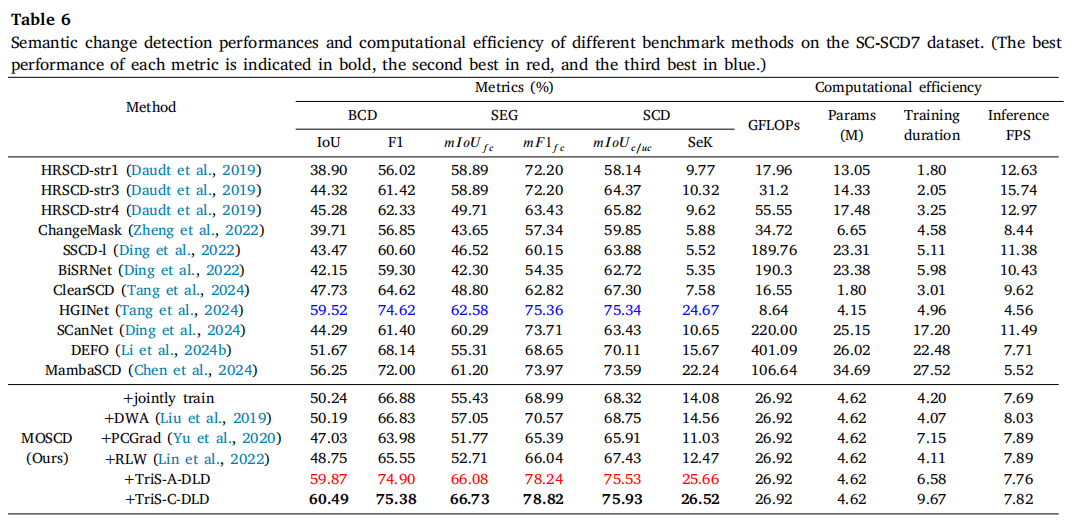 Table 6
Semantic change detection performances and computational efficiency of different benchmark methods on the SC-SCD7 dataset. (The best
performance of each metric is indicated in bold, the second best in red, and the third best in blue.)
Method Metrics (%) Computational efficiency
BCD SEG SCD GFLOPs Params (M) Training duration Inference FPS
IoU F1 mIoU_fc mF1_fc mIoU_c/uc SeK
HRSCD-str1 (Daudt et al., 2019) 38.90 56.02 58.89 72.20 58.14 9.77 17.96 13.05 1.80 12.63
HRSCD-str3 (Daudt et al., 2019) 44.32 61.42 58.89 72.20 64.37 10.32 31.2 14.33 2.05 15.74
HRSCD-str4 (Daudt et al., 2019) 45.28 62.33 49.71 63.43 65.82 9.62 55.55 17.48 3.25 12.97
ChangeMask (Zheng et al., 2022) 39.71 56.85 43.65 57.34 59.85 5.88 34.72 6.65 4.58 8.44
SSCD-l (Ding et al., 2022) 43.47 60.60 46.52 60.15 63.88 5.52 189.76 23.31 5.11 11.38
BiSRNet (Ding et al., 2022) 42.15 59.30 42.30 54.35 62.72 5.35 190.3 23.38 5.98 10.43
ClearSCD (Tang et al., 2024) 47.73 64.62 48.80 62.82 67.30 7.58 16.55 1.80 3.01 9.62
HGINet (Tang et al., 2024) 59.52 74.62 62.58 75.36 75.34 24.67 8.64 4.15 4.96 4.56
SCanNet (Ding et al., 2024) 44.29 61.40 60.29 73.71 63.43 10.65 220.00 25.15 17.20 11.49
DEFO (Li et al., 2024b) 51.67 68.14 55.31 68.65 70.11 15.67 401.09 26.02 22.48 7.71
MambaSCD (Chen et al., 2024) 56.25 72.00 61.20 73.97 73.59 22.24 106.64 34.69 27.52 5.52
MOSCD (Ours)
+jointly train 50.24 66.88 55.43 68.99 68.32 14.08 26.92 4.62 4.20 7.69
+DWA (Liu et al., 2019) 50.19 66.83 57.05 70.57 68.75 14.56 26.92 4.62 4.07 8.03
+PCGrad (Yu et al., 2020) 47.03 63.98 51.77 65.39 65.91 11.03 26.92 4.62 7.15 7.89
+RLW (Lin et al., 2022) 48.75 65.55 52.71 66.04 67.43 12.47 26.92 4.62 4.11 7.89
+TriS-A-DLD 59.87 74.90 66.08 78.24 75.53 25.66 26.92 4.62 6.58 7.76
+TriS-C-DLD 60.49 75.38 66.73 78.82 75.93 26.52 26.92 4.62 9.67 7.82